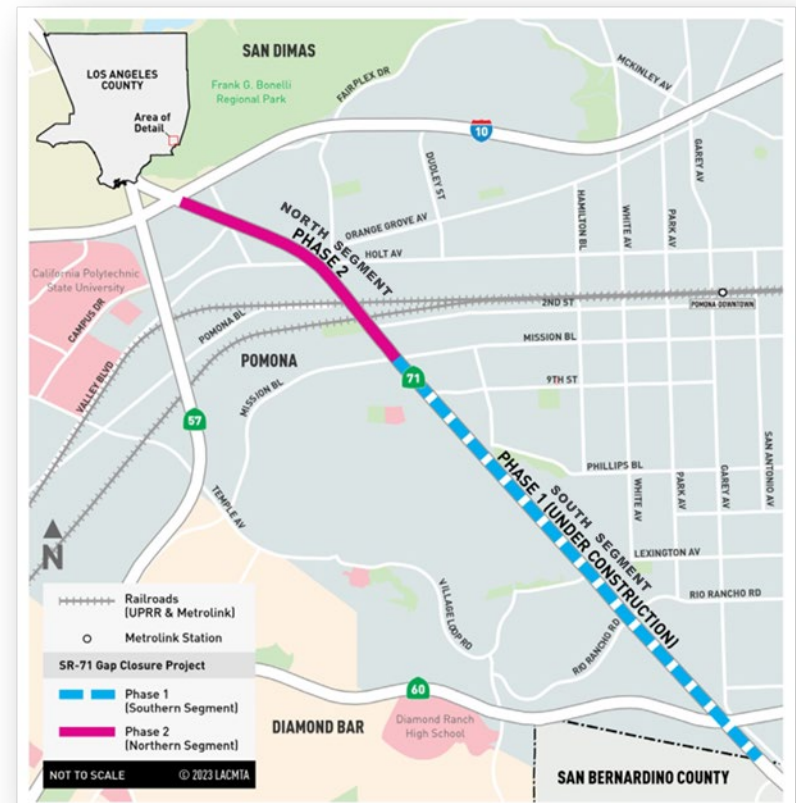 SAN DIMAS
LOS ANGELES
COUNTY
Area of
Detail
Frank G. Bonelli
Regional Park
FAIRPLEX DR
MCKINLEY AV
10
DUDLEY ST
GAREY AV
HAMILTON BL
WHITE AV
PARK AV
ORANGE GROVE AV
NORTH SEGMENT
PHASE 2
HOLT AV
California Polytechnic
State University
CAMPUS DR
POMONA BL
VALLEY BLVD
2ND ST
POMONA-DOWNTOWN
MISSION BL
POMONA
MISSION BL
71
9TH ST
57
TEMPLE AV
PHILLIPS BL
SAN ANTONIO AV
WHITE AV
PARK AV
GAREY AV
SOUTH SEGMENT
PHASE 1 (UNDER CONSTRUCTION)
LEXINGTON AV
RIO RANCHO RD
RIO RANCHO RD
VILLAGE LOOP RD
N
Railroads
(UPRR & Metrolink)
Metrolink Station
SR-71 Gap Closure Project
Phase 1
(Southern Segment)
Phase 2
(Northern Segment)
NOT TO SCALE © 2023 LACMTA
60
DIAMOND BAR
Diamond Ranch
High School
SAN BERNARDINO COUNTY